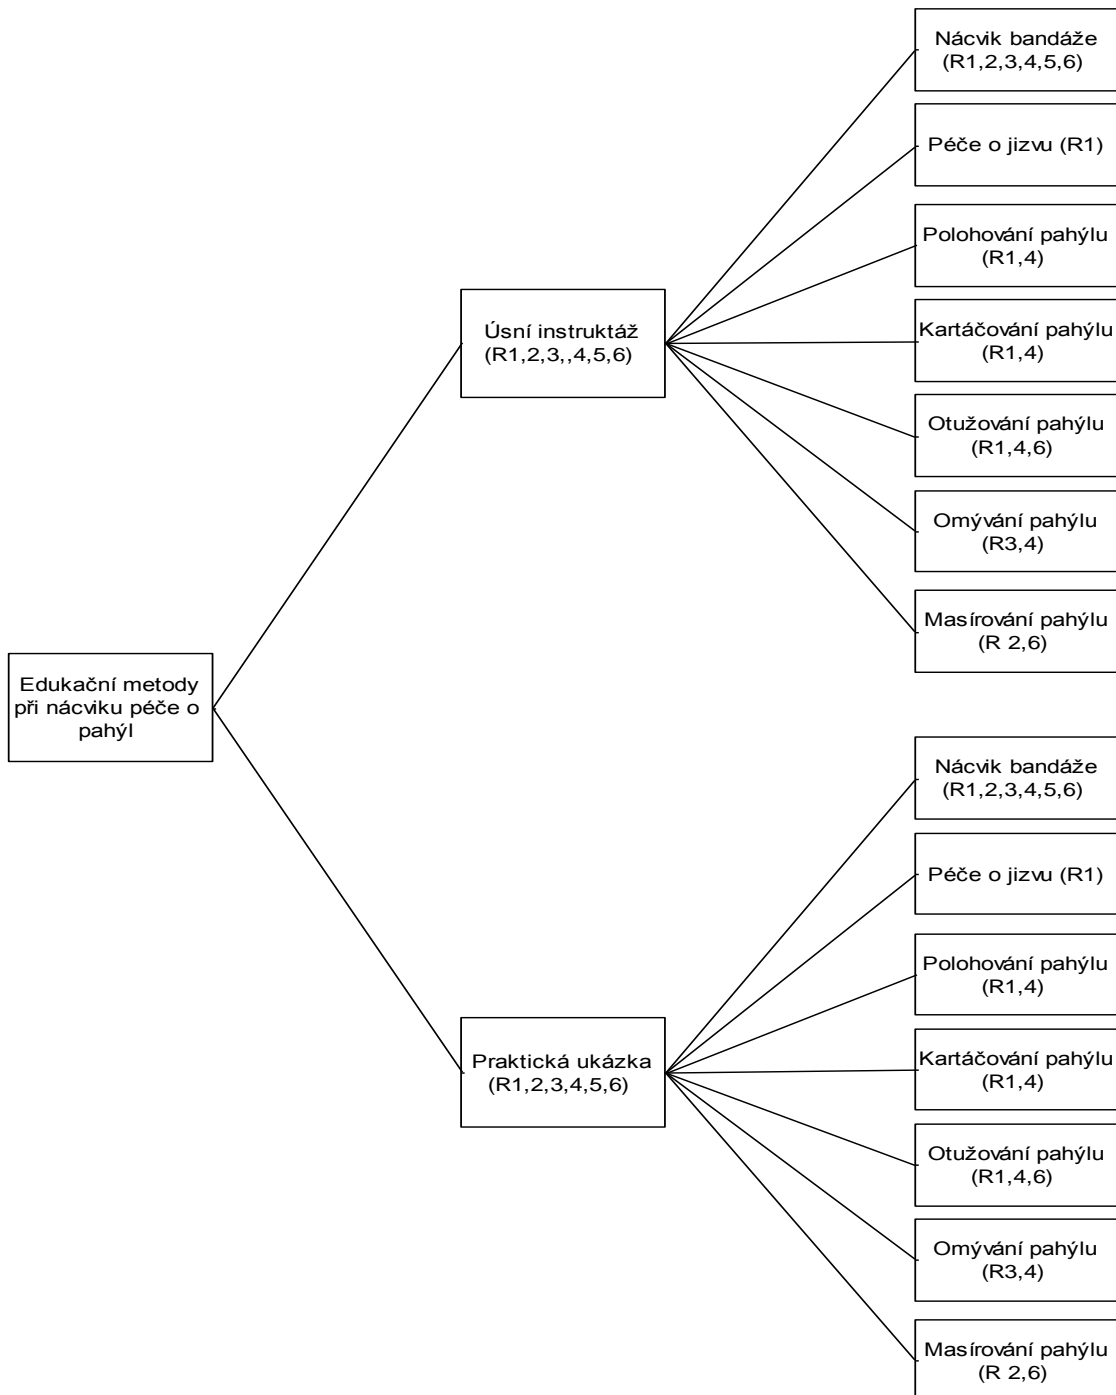 Nácvik bandáže
(R1,2,3,4,5,6)
Péče o jizvu (R1)
Polohování pahýlu
(R1,4)
Úsní instruktáž
(R1,2,3,,4,5,6)
Kartáčování pahýlu
(R1,4)
Otužování pahýlu
(R1,4,6)
Omývání pahýlu
(R3,4)
Masírování pahýlu
(R 2,6)
Edukační metody
při nácviku péče o
pahýl
Nácvik bandáže
(R1,2,3,4,5,6)
Péče o jizvu (R1)
Polohování pahýlu
(R1,4)
Praktická ukázka
(R1,2,3,4,5,6)
Kartáčování pahýlu
(R1,4)
Otužování pahýlu
(R1,4,6)
Omývání pahýlu
(R3,4)
Masírování pahýlu
(R 2,6)